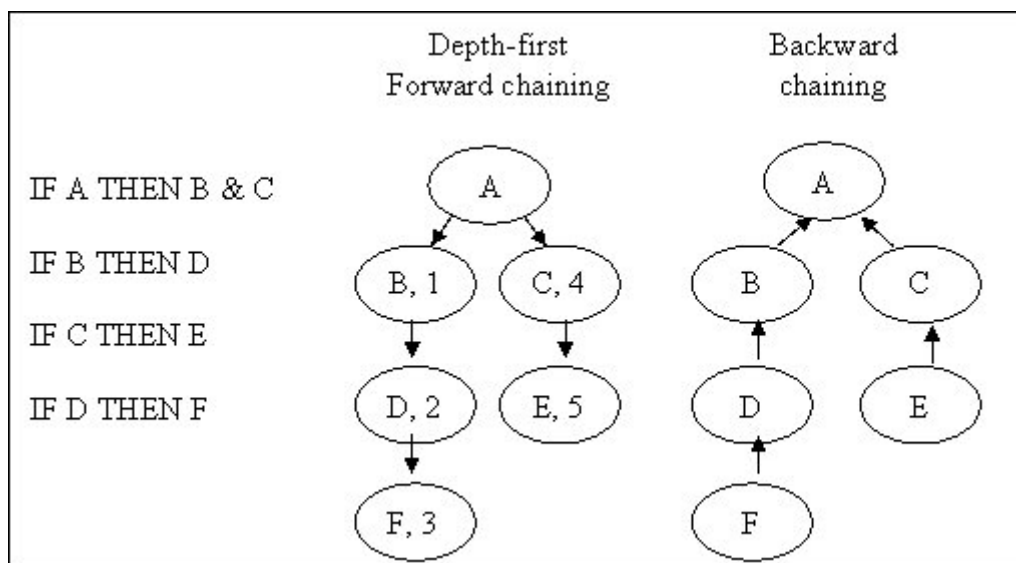 Depth-first
Forward chaining
Backward
chaining
IF A THEN B & C
IF B THEN D
IF C THEN E
IF D THEN F
A
B, 1
C, 4
D, 2
E, 5
F, 3
A
B
C
D
E
F